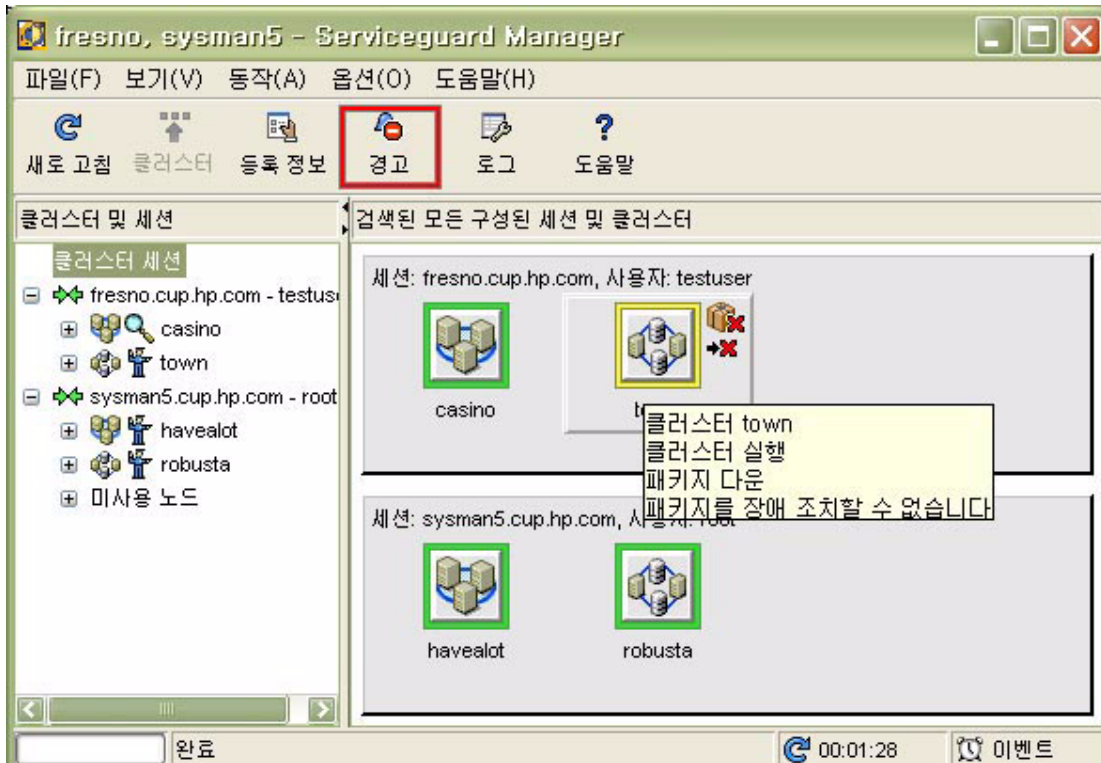 fresno, sysman5 - Serviceguard Manager
파일(F) 보기(V) 동작(A) 옵션(O) 도움말(H)
새로 고침 클러스터 등록 정보 경고 로그 도움말
클러스터 및 세션
검색된 모든 구성된 세션 및 클러스터
클러스터 세션
fresno.cup.hp.com - testus
casino
town
sysman5.cup.hp.com - root
havealot
robusta
미사용 노드
세션: fresno.cup.hp.com, 사용자: testuser
casino
클러스터 town
클러스터 실행
패키지 다운
패키지를 장애 조치할 수 없습니다
세션: sysman5.cup.hp.com, 사용자: root
havealot robusta
완료 00:01:28 이벤트